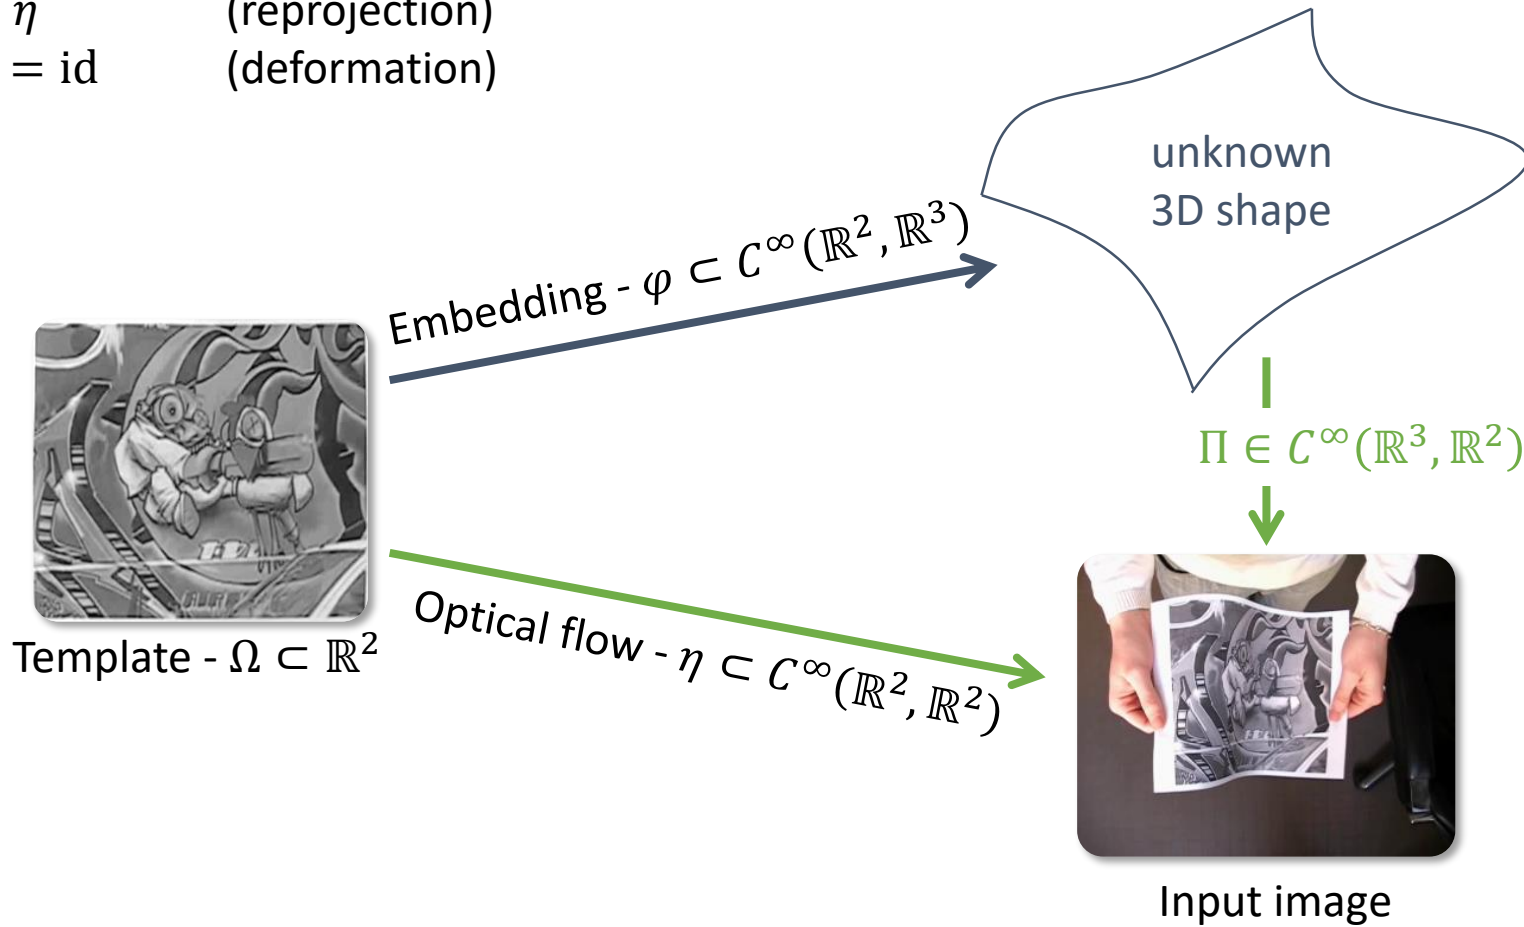 η (reprojection)
= id (deformation)
unknown
3D shape
Embedding - φ ⊂ C^∞(ℝ², ℝ³)
Π ∈ C^∞(ℝ³, ℝ²)
Optical flow - η ⊂ C^∞(ℝ², ℝ²)
Template - Ω ⊂ ℝ²
Input image